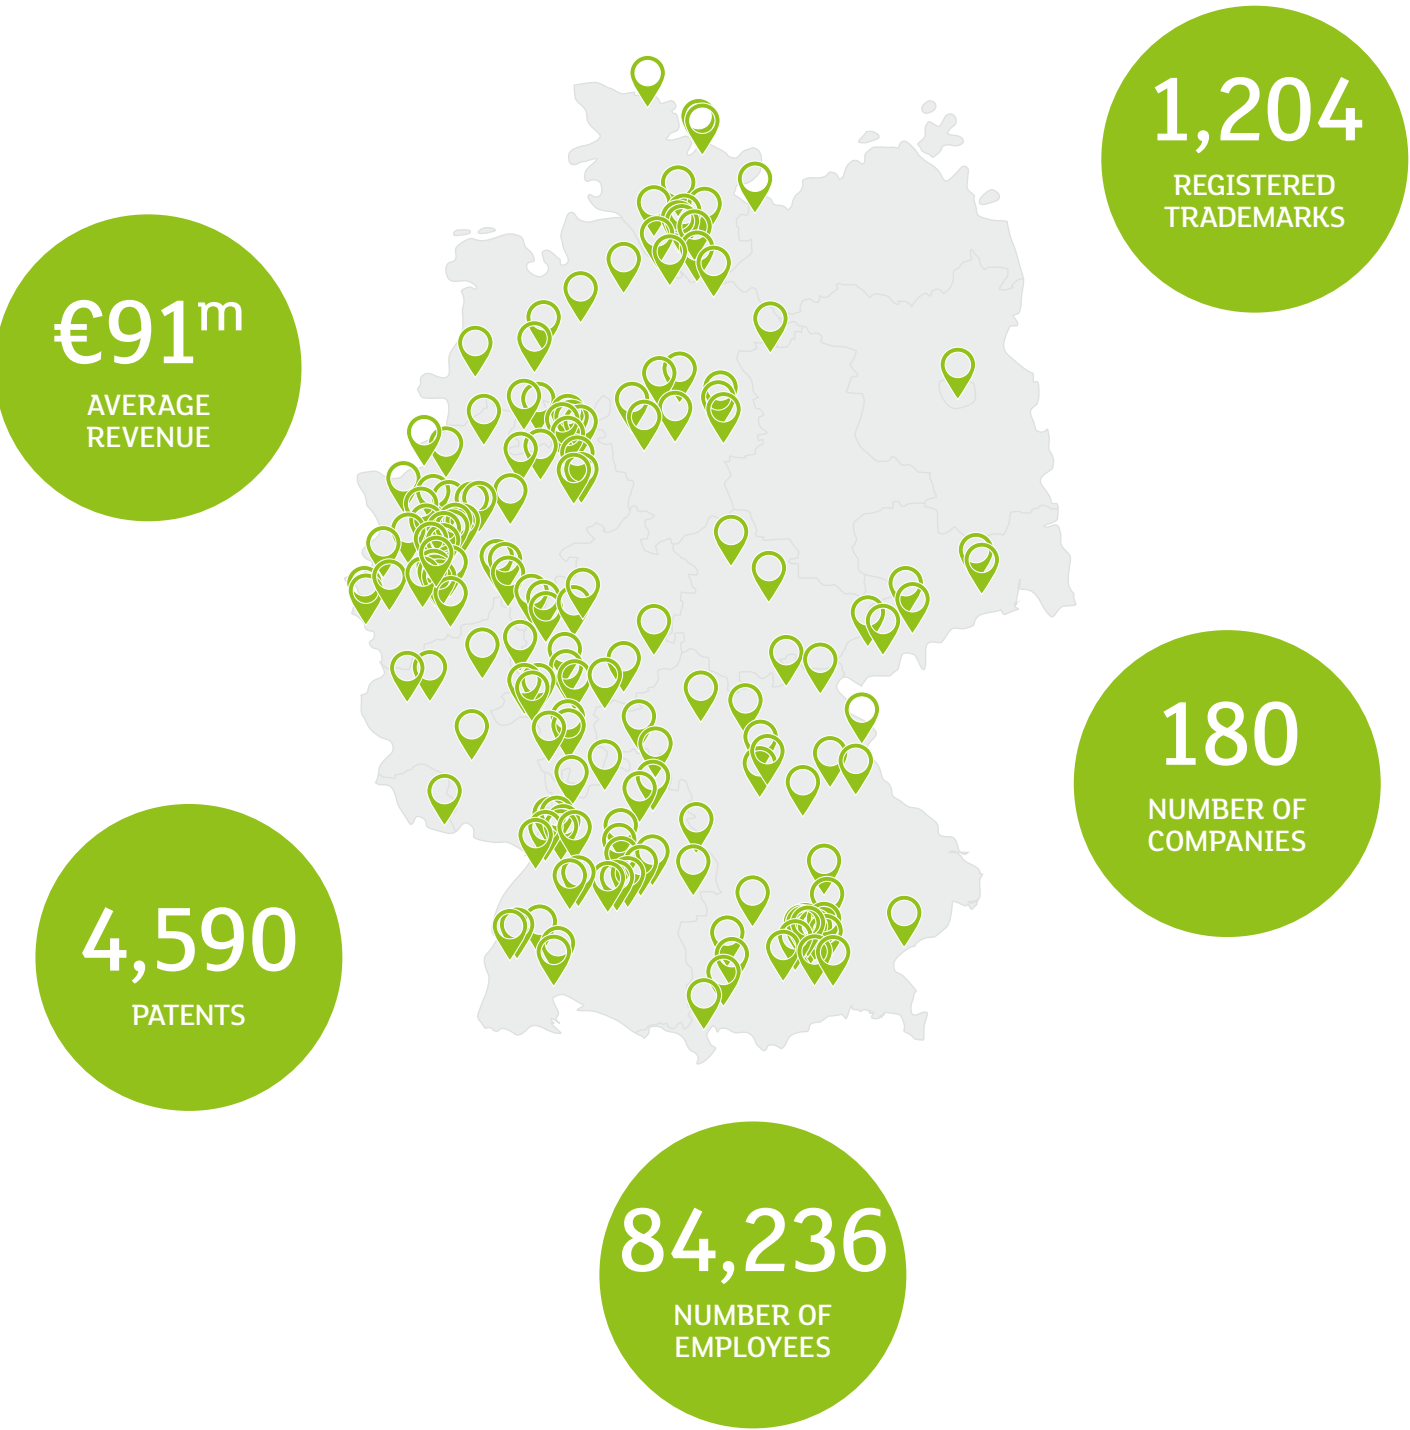 1,204
REGISTERED
TRADEMARKS
€91m
AVERAGE
REVENUE
180
NUMBER OF
COMPANIES
4,590
PATENTS
84,236
NUMBER OF
EMPLOYEES